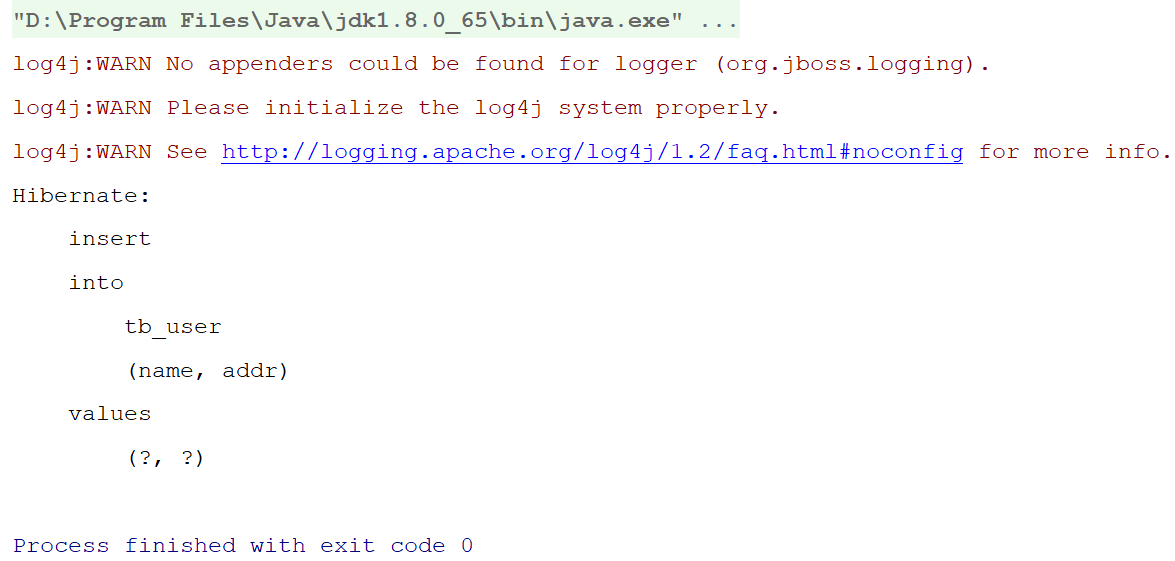 "D:\Program Files\Java\jdk1.8.0_65\bin\java.exe" ...
log4j:WARN No appenders could be found for logger (org.jboss.logging).
log4j:WARN Please initialize the log4j system properly.
log4j:WARN See http://logging.apache.org/log4j/1.2/faq.html#noconfig for more info.
Hibernate:
    insert
    into
        tb_user
        (name, addr)
    values
        (?, ?)
Process finished with exit code 0